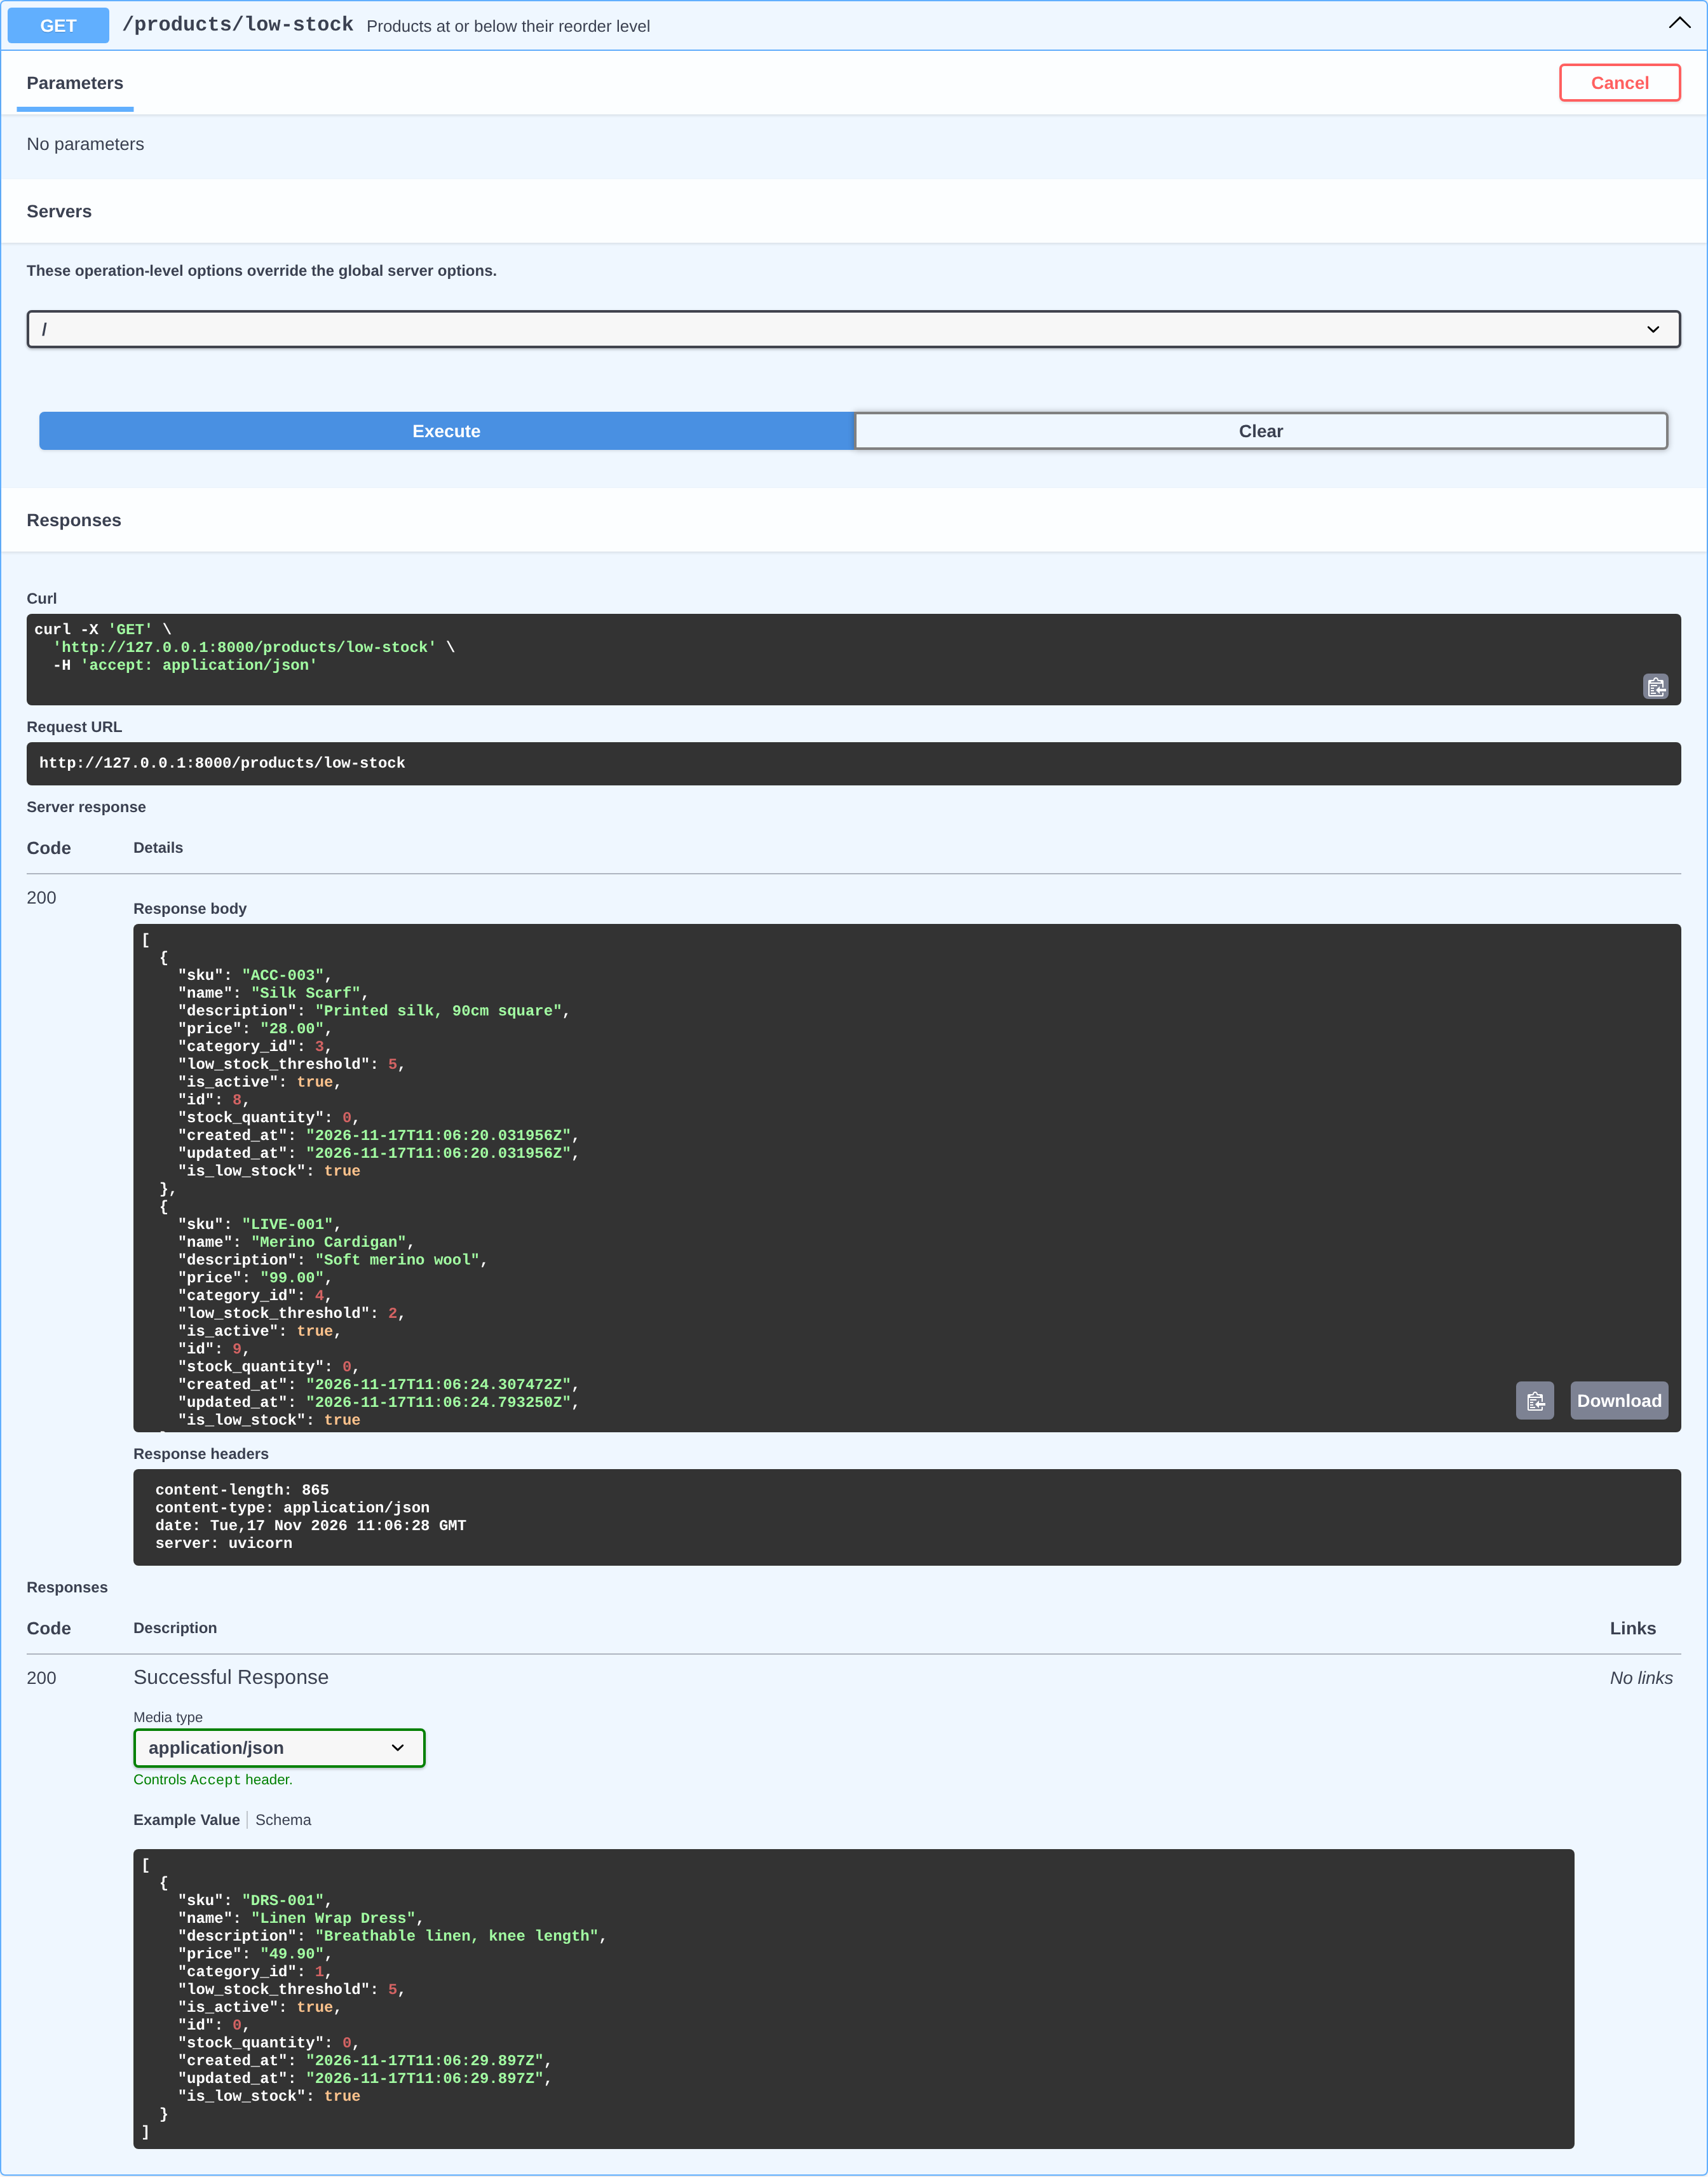 GET /products/low-stock Products at or below their reorder level
Parameters
Cancel
No parameters
Servers
These operation-level options override the global server options.
/
Execute
Clear
Responses
Curl
curl -X 'GET' \
  'http://127.0.0.1:8000/products/low-stock' \
  -H 'accept: application/json'
Request URL
http://127.0.0.1:8000/products/low-stock
Server response
Code Details
200
Response body
[
  {
    "sku": "ACC-003",
    "name": "Silk Scarf",
    "description": "Printed silk, 90cm square",
    "price": "28.00",
    "category_id": 3,
    "low_stock_threshold": 5,
    "is_active": true,
    "id": 8,
    "stock_quantity": 0,
    "created_at": "2026-11-17T11:06:20.031956Z",
    "updated_at": "2026-11-17T11:06:20.031956Z",
    "is_low_stock": true
  },
  {
    "sku": "LIVE-001",
    "name": "Merino Cardigan",
    "description": "Soft merino wool",
    "price": "99.00",
    "category_id": 4,
    "low_stock_threshold": 2,
    "is_active": true,
    "id": 9,
    "stock_quantity": 0,
    "created_at": "2026-11-17T11:06:24.307472Z",
    "updated_at": "2026-11-17T11:06:24.793250Z",
    "is_low_stock": true
Download
Response headers
content-length: 865
content-type: application/json
date: Tue,17 Nov 2026 11:06:28 GMT
server: uvicorn
Responses
Code Description Links
200 Successful Response No links
Media type
application/json
Controls Accept header.
Example Value Schema
[
  {
    "sku": "DRS-001",
    "name": "Linen Wrap Dress",
    "description": "Breathable linen, knee length",
    "price": "49.90",
    "category_id": 1,
    "low_stock_threshold": 5,
    "is_active": true,
    "id": 0,
    "stock_quantity": 0,
    "created_at": "2026-11-17T11:06:29.897Z",
    "updated_at": "2026-11-17T11:06:29.897Z",
    "is_low_stock": true
  }
]